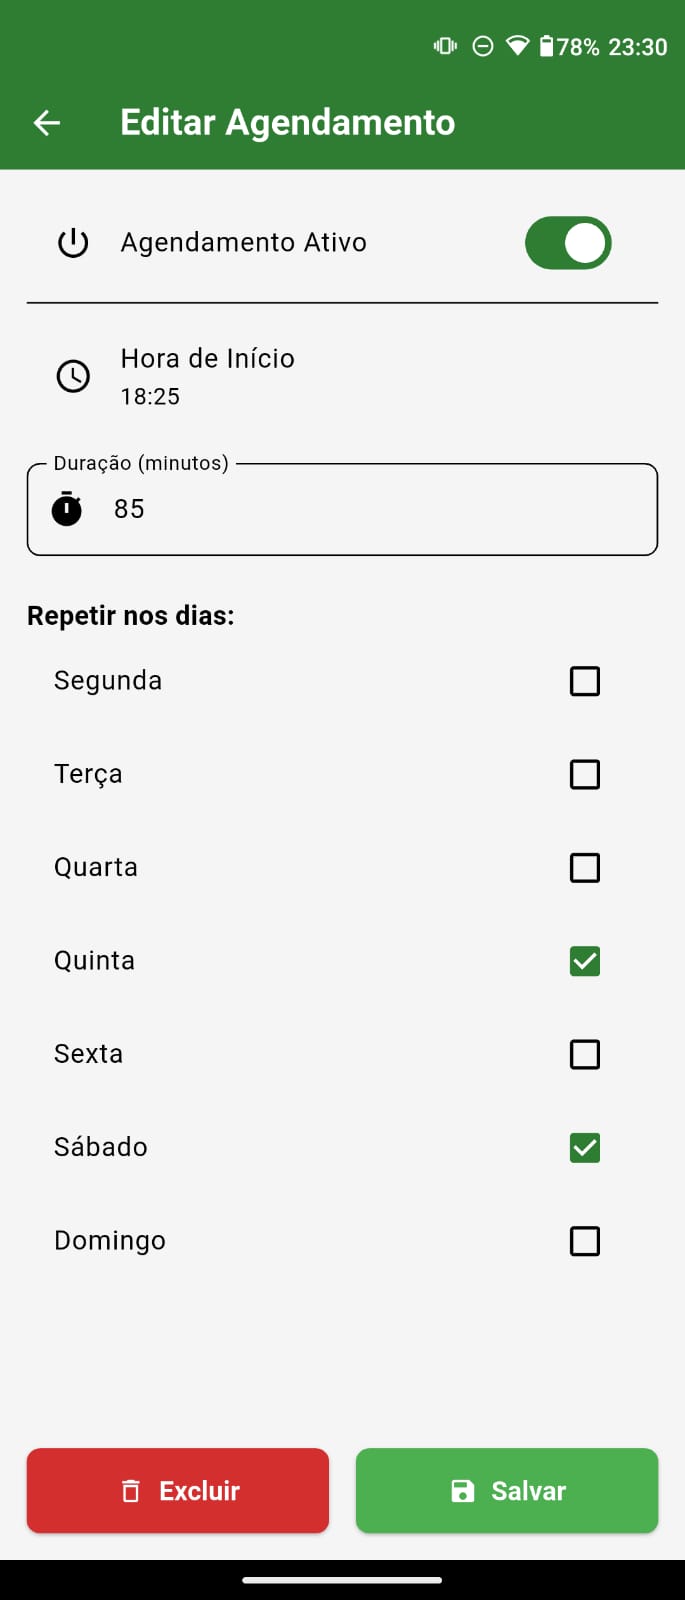 78% 23:30
Editar Agendamento
Agendamento Ativo
Hora de Início
18:25
Duração (minutos)
85
Repetir nos dias:
Segunda
Terça
Quarta
Quinta
Sexta
Sábado
Domingo
Excluir
Salvar